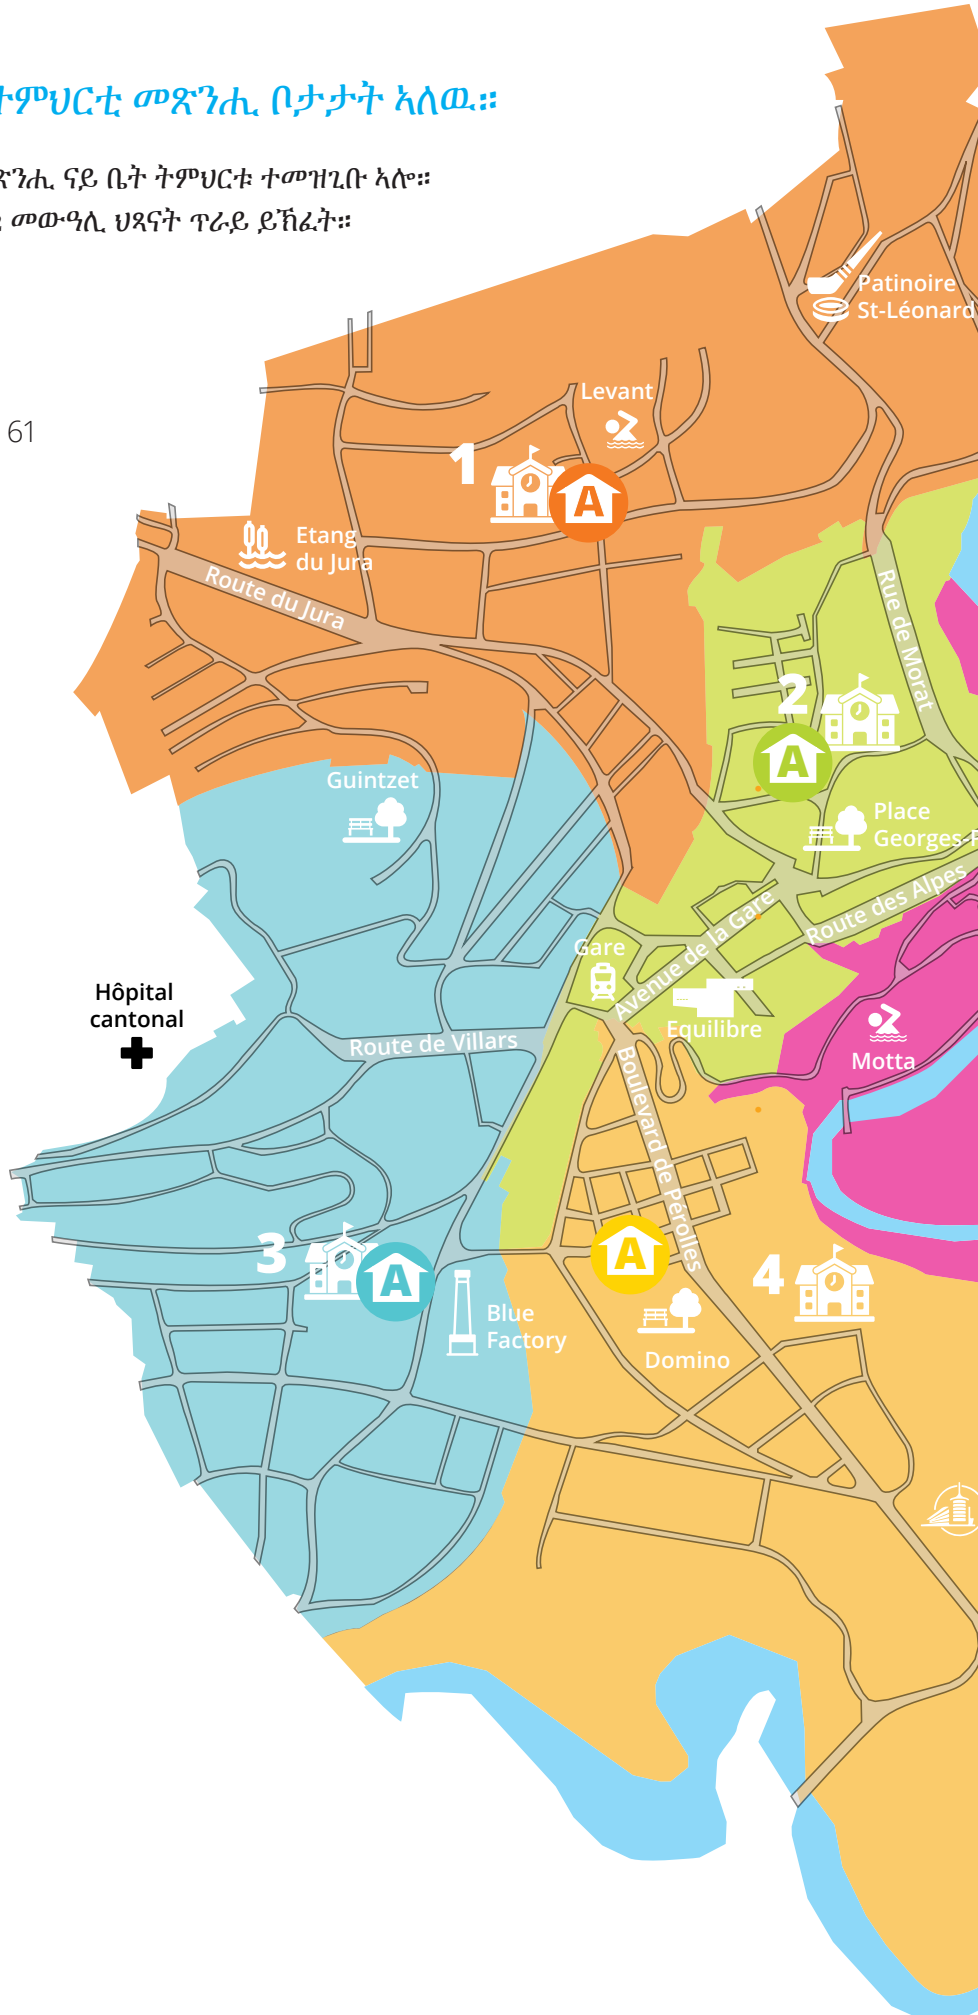 ትምህርቲ መጽንሒ ቦታታት ኣለዉ።
ናይ ቤት ትምህርቱ ተመዝጊቡ ኣሎ።
መውዓሊ ህጻናት ጥራይ ይኽፈት።
61
Patinoire
St-Léonard
Levant
1
A
Etang
du Jura
Route du Jura
Rue de Morat
2
A
Guintzet
Place
Georges-
Route des Alpes
Avenue de la Gare
Gare
Equilibre
Hôpital
cantonal
Route de Villars
Motta
Boulevard de Pérolles
3
A
A
4
Blue
Factory
Domino